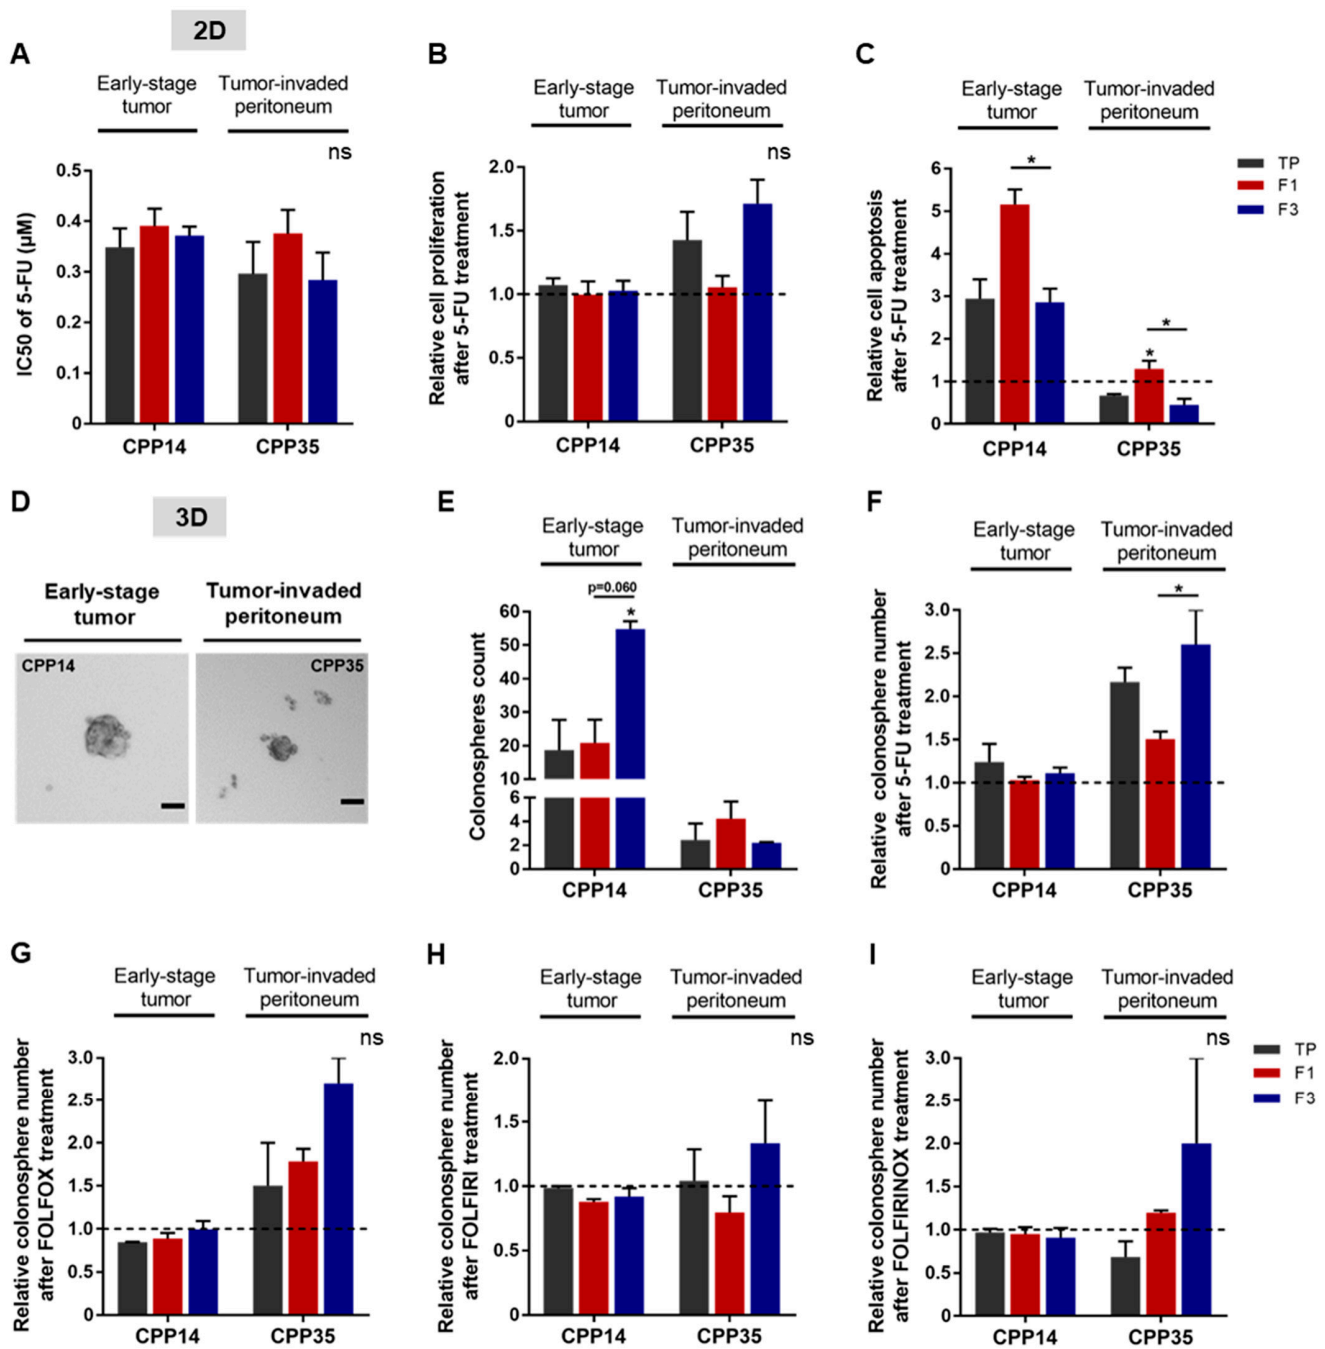 2D
A
Early-stage
tumor
Tumor-invaded
peritoneum
ns
IC50 of 5-FU (µM)
0.5
0.4
0.3
0.2
0.1
0
CPP14
CPP35
B
Early-stage
tumor
Tumor-invaded
peritoneum
ns
Relative cell proliferation
after 5-FU treatment
2.0
1.5
1.0
0.5
0
CPP14
CPP35
C
Early-stage
tumor
Tumor-invaded
peritoneum
Relative cell apoptosis
after 5-FU treatment
6
5
3
2
1
0
*
*
*
CPP14
CPP35
TP
F1
F3
D
3D
Early-stage
tumor
Tumor-invaded
peritoneum
CPP14
CPP35
E
Early-stage
tumor
Tumor-invaded
peritoneum
p=0.060
*
Colonospheres count
60
50
40
30
20
10
6
4
2
0
CPP14
CPP35
F
Early-stage
tumor
Tumor-invaded
peritoneum
*
Relative colonosphere number
after 5-FU treatment
3.0
2.5
2.0
1.5
1.0
0.5
0
CPP14
CPP35
G
Early-stage
tumor
Tumor-invaded
peritoneum
ns
Relative colonosphere number
after FOLFOX treatment
3.0
2.5
2.0
1.5
1.0
0.5
0
CPP14
CPP35
H
Early-stage
tumor
Tumor-invaded
peritoneum
ns
Relative colonosphere number
after FOLFIRI treatment
2.0
1.5
1.0
0.5
0
CPP14
CPP35
I
Early-stage
tumor
Tumor-invaded
peritoneum
ns
Relative colonosphere number
after FOLFIRINOX treatment
3.0
2.5
2.0
1.5
1.0
0.5
0
CPP14
CPP35
TP
F1
F3